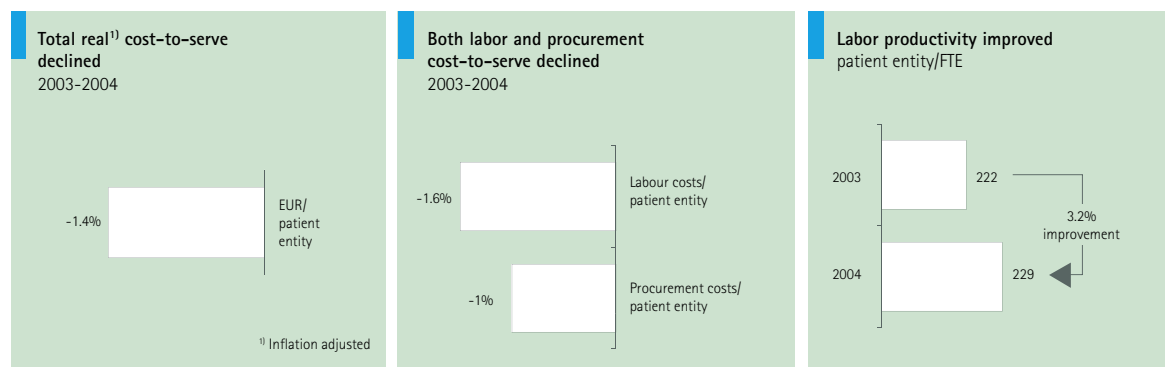 Total real¹⁾ cost-to-serve
declined
2003-2004
-1.4%
EUR/
patient
entity
¹⁾ Inflation adjusted
Both labor and procurement
cost-to-serve declined
2003-2004
-1.6%
Labour costs/
patient entity
-1%
Procurement costs/
patient entity
Labor productivity improved
patient entity/FTE
2003
222
3.2%
improvement
2004
229